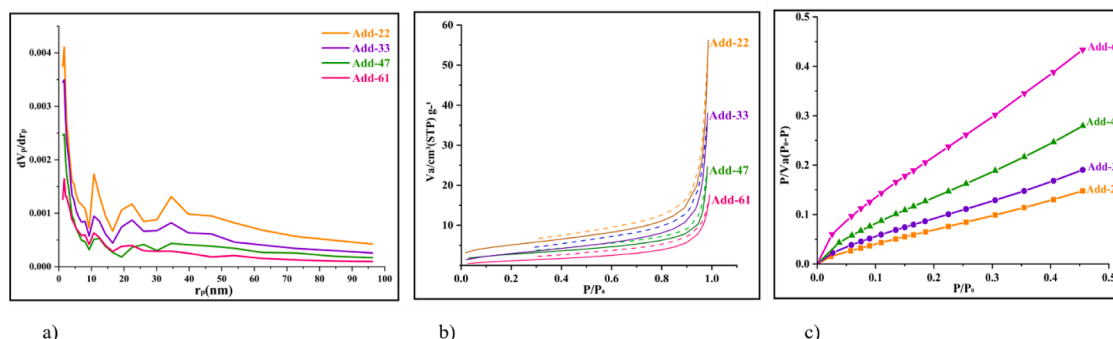 Add-22
Add-33
Add-47
Add-61
0.004
0.003
0.002
0.001
0.000
dVₚ/drₚ
0 10 20 30 40 50 60 70 80 90 100
rₚ(nm)
60
50
40
30
20
10
Va/cm³(STP) g⁻¹
Add-22
Add-33
Add-47
Add-61
0.0 0.2 0.4 0.6 0.8 1.0
P/P₀
0.5
0.4
0.3
0.2
0.1
0.0
P/Va(P₀-P)
0.0 0.1 0.2 0.3 0.4 0.5
P/P₀
a) b) c)